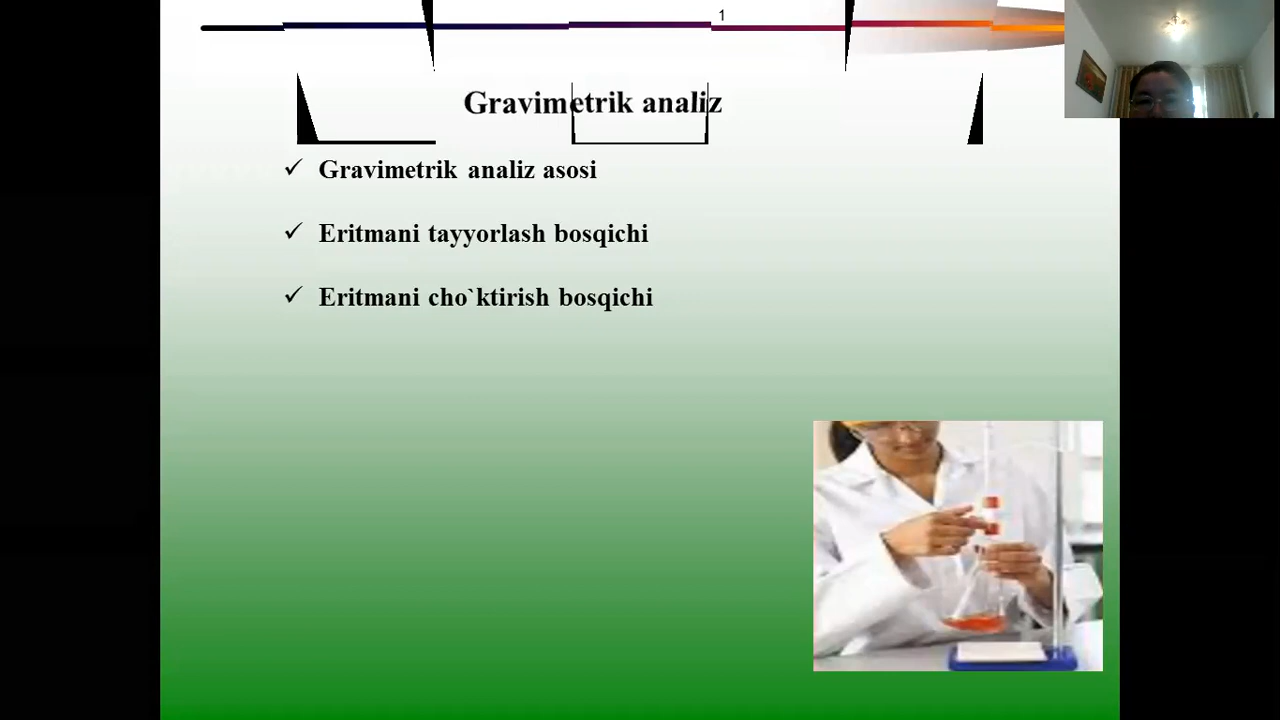 1
Gravimetrik analiz
✓ Gravimetrik analiz asosi
✓ Eritmani tayyorlash bosqichi
✓ Eritmani cho`ktirish bosqichi